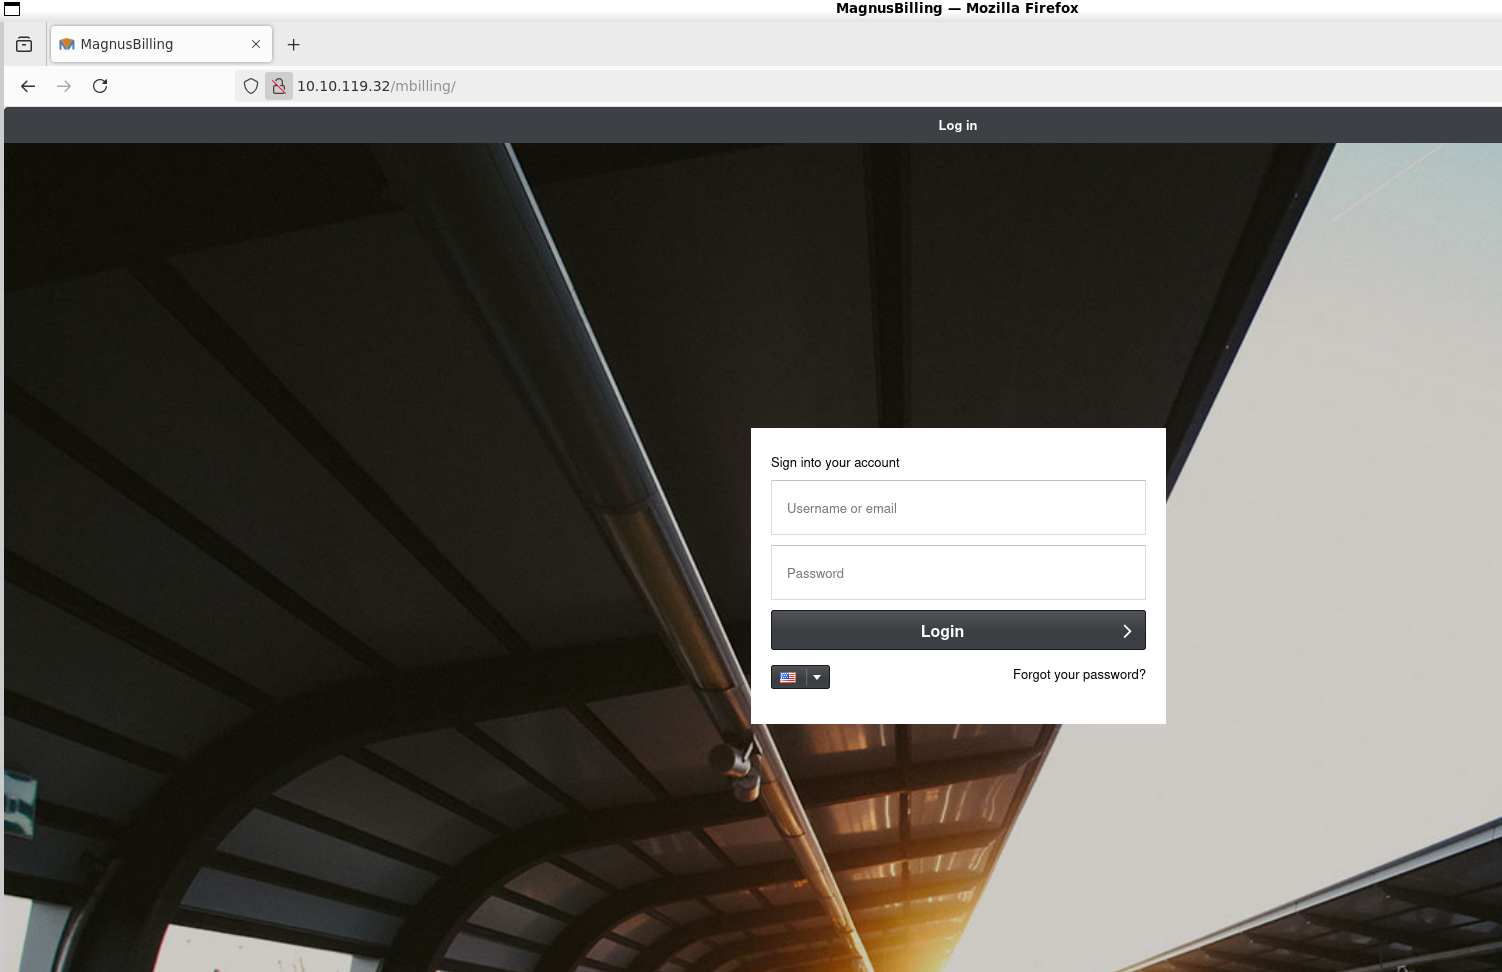 MagnusBilling — Mozilla Firefox
MagnusBilling
10.10.119.32/mbilling/
Log in
Sign into your account
Username or email
Password
Login
Forgot your password?